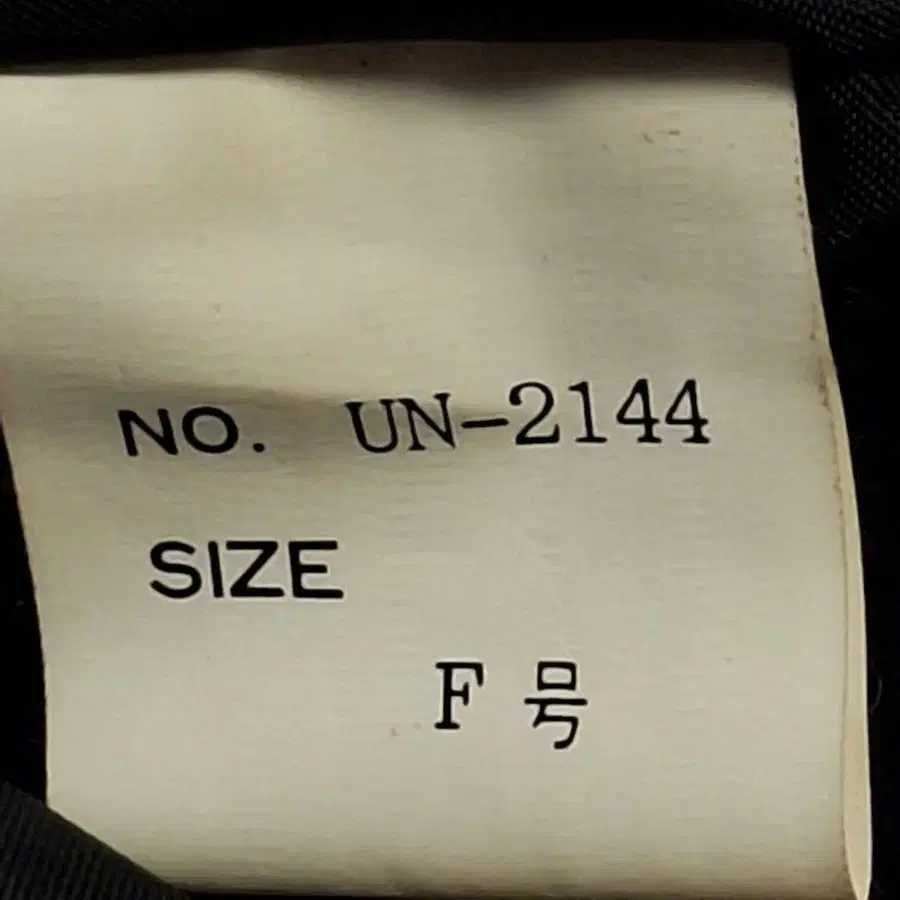 NO. UN-2144
SIZE
F 号